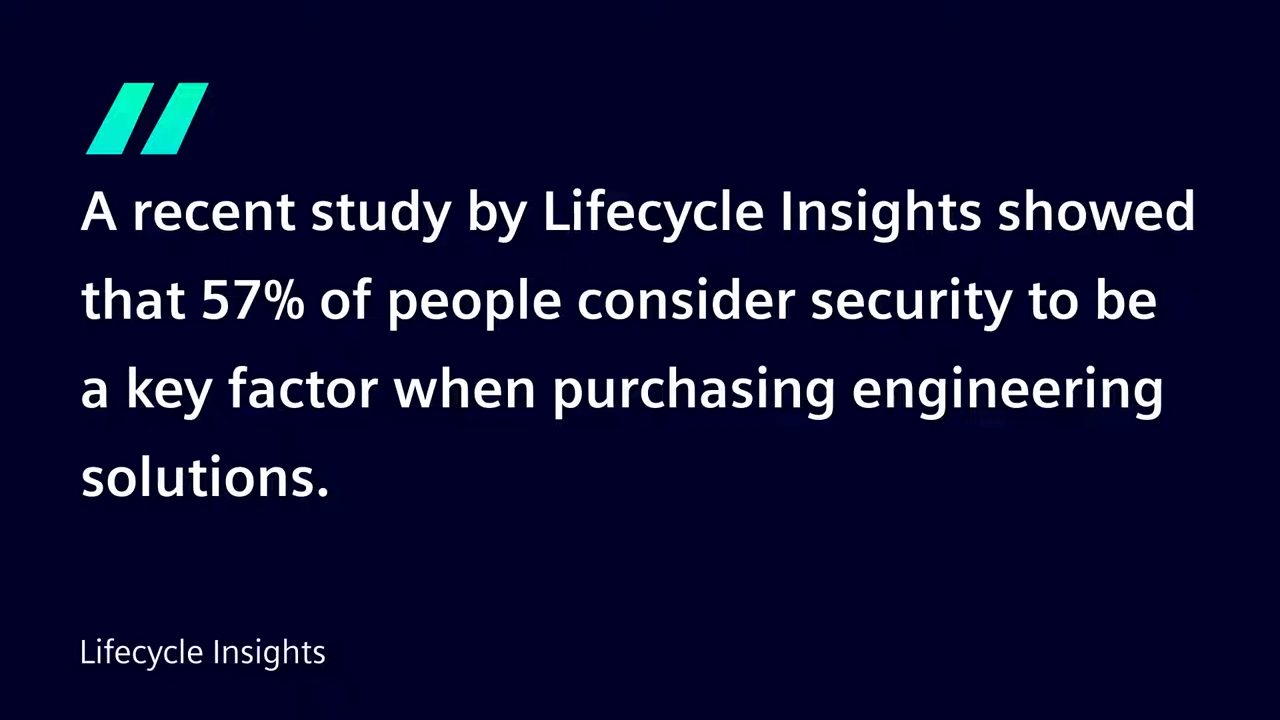 A recent study by Lifecycle Insights showed
that 57% of people consider security to be
a key factor when purchasing engineering
solutions.
Lifecycle Insights